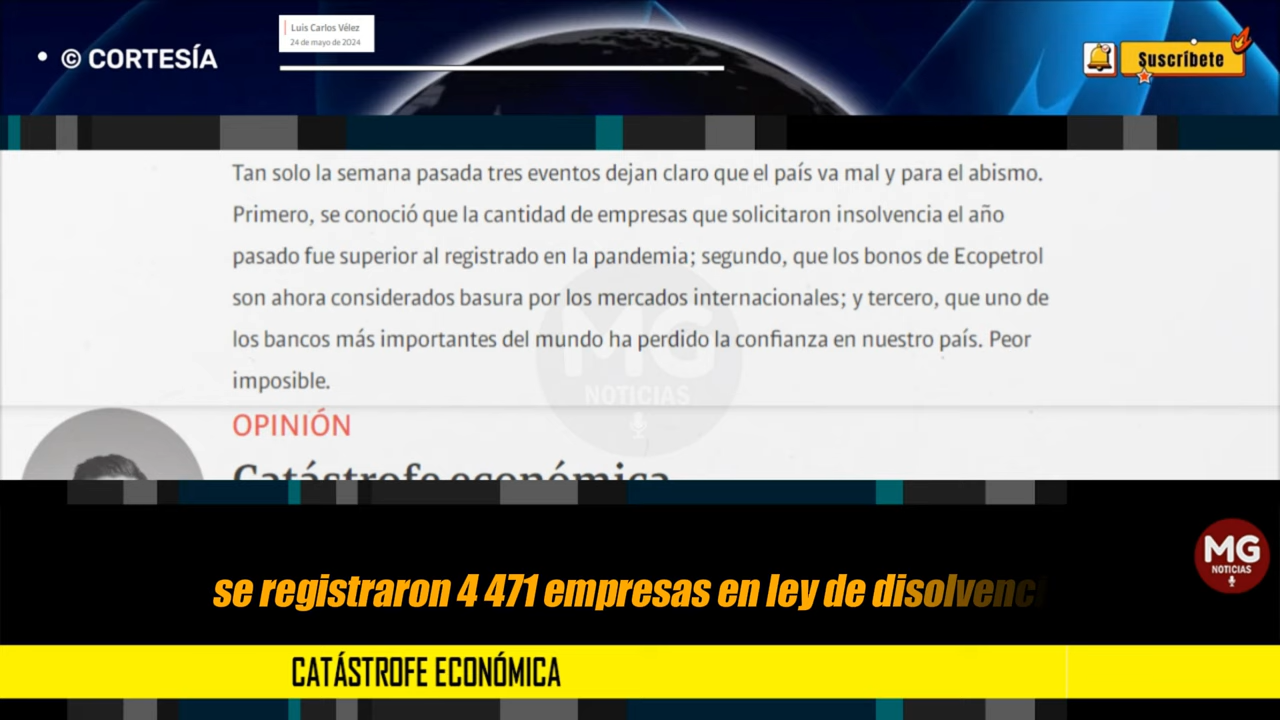 Luis Carlos Vélez
24 de mayo de 2024
• © CORTESÍA
Suscríbete
Tan solo la semana pasada tres eventos dejan claro que el país va mal y para el abismo.
Primero, se conoció que la cantidad de empresas que solicitaron insolvencia el año
pasado fue superior al registrado en la pandemia; segundo, que los bonos de Ecopetrol
son ahora considerados basura por los mercados internacionales; y tercero, que uno de
los bancos más importantes del mundo ha perdido la confianza en nuestro país. Peor
imposible.
MG
NOTICIAS
OPINIÓN
Catástrofe económica
MG
NOTICIAS
se registraron 4 471 empresas en ley de disolvenc
CATÁSTROFE ECONÓMICA